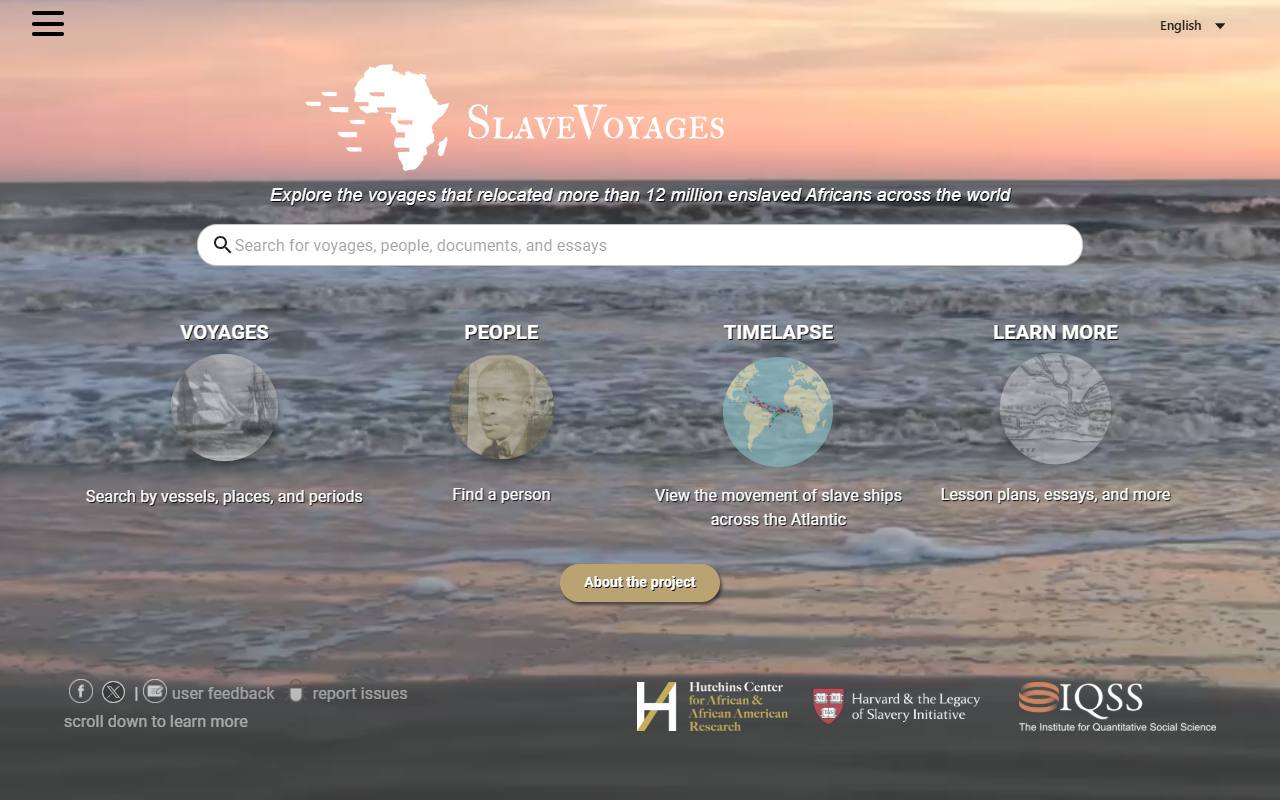 English
SlaveVoyages
Explore the voyages that relocated more than 12 million enslaved Africans across the world
Search for voyages, people, documents, and essays
VOYAGES
PEOPLE
TIMELAPSE
LEARN MORE
Search by vessels, places, and periods
Find a person
View the movement of slave ships
across the Atlantic
Lesson plans, essays, and more
About the project
| user feedback report issues
scroll down to learn more
Hutchins Center
for African &
African American
Research
Harvard & the Legacy
of Slavery Initiative
IQSS
The Institute for Quantitative Social Science